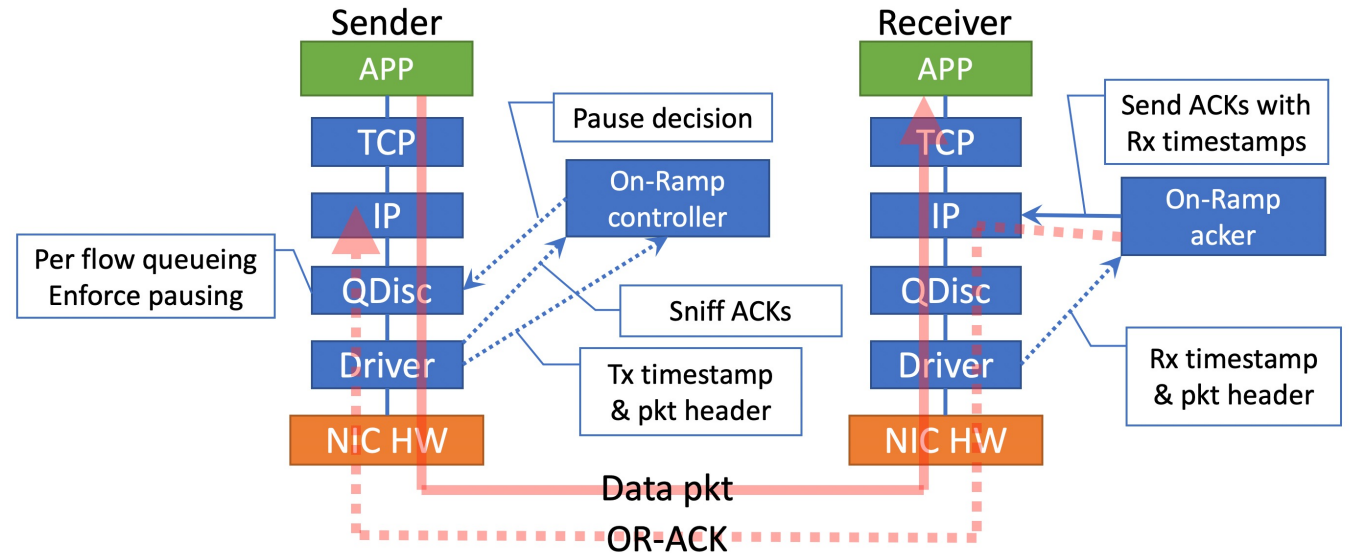 Sender
Receiver
APP
TCP
IP
QDisc
Driver
NIC HW
Per flow queueing
Enforce pausing
Pause decision
On-Ramp
controller
Sniff ACKs
Tx timestamp
& pkt header
APP
TCP
IP
QDisc
Driver
NIC HW
Send ACKs with
Rx timestamps
On-Ramp
acker
Rx timestamp
& pkt header
Data pkt
OR-ACK